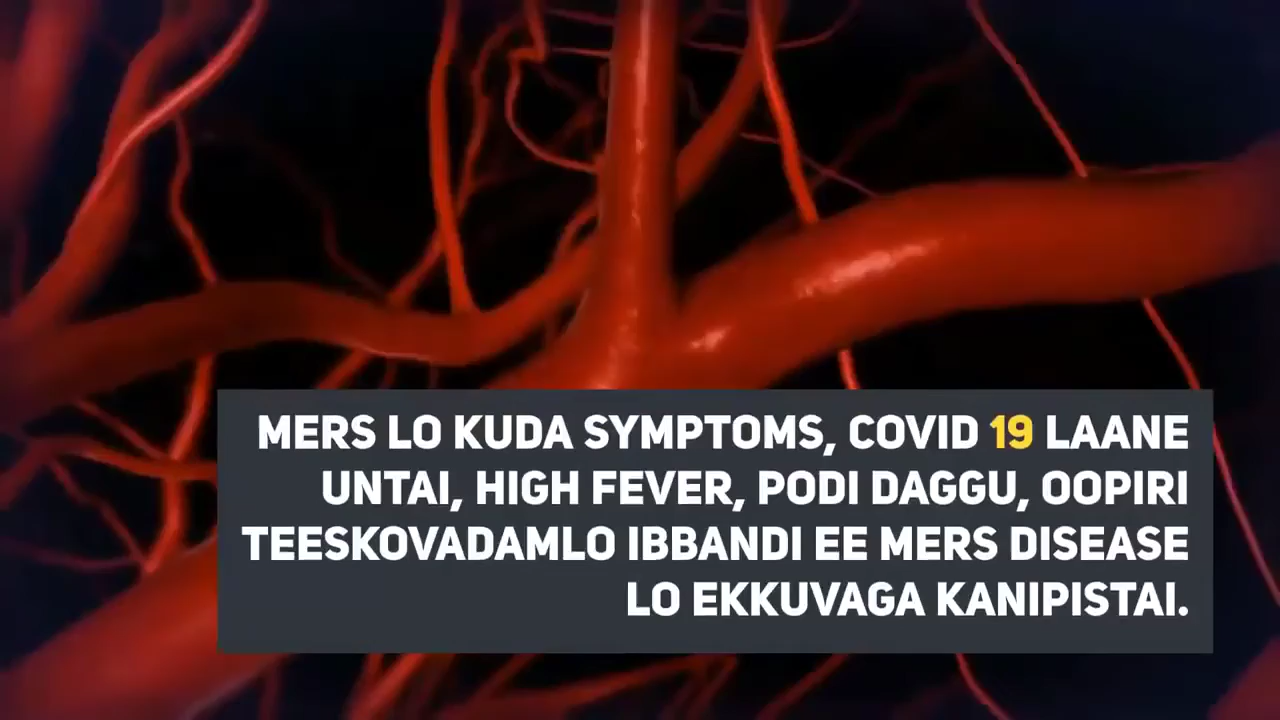 MERS LO KUDA SYMPTOMS, COVID 19 LAANE
UNTAI, HIGH FEVER, PODI DAGGU, OOPIRI
TEESKOVADAMLO IBBANDI EE MERS DISEASE
LO EKKUVAGA KANIPISTAI.